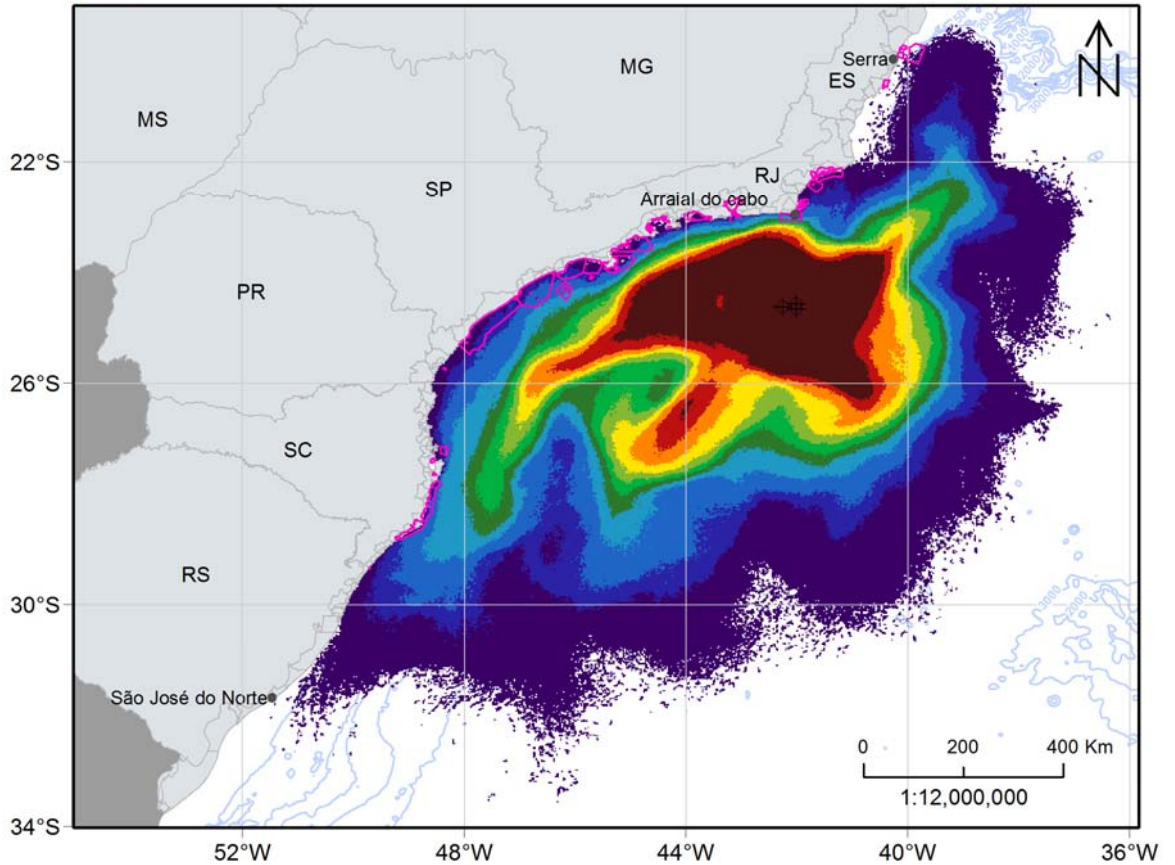 MG
Serra
ES
N
MS
22°S
RJ
SP
Arraial do cabo
PR
26°S
SC
RS
30°S
São José do Norte
0 200 400 Km
1:12,000,000
34°S
52°W 48°W 44°W 40°W 36°W